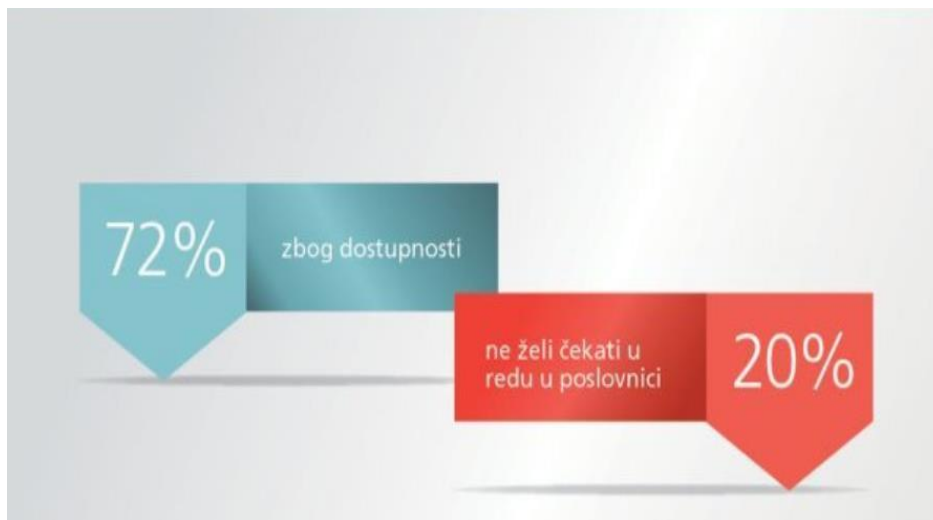 72%
zbog dostupnosti
ne želi čekati u
redu u poslovnici
20%